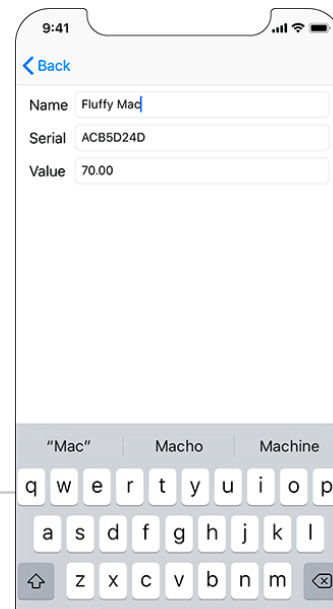 9:41
Back
Name Fluffy Mac
Serial ACB5D24D
Value 70.00
"Mac" Macho Machine
q w e r t y u i o p
a s d f g h j k l
z x c v b n m